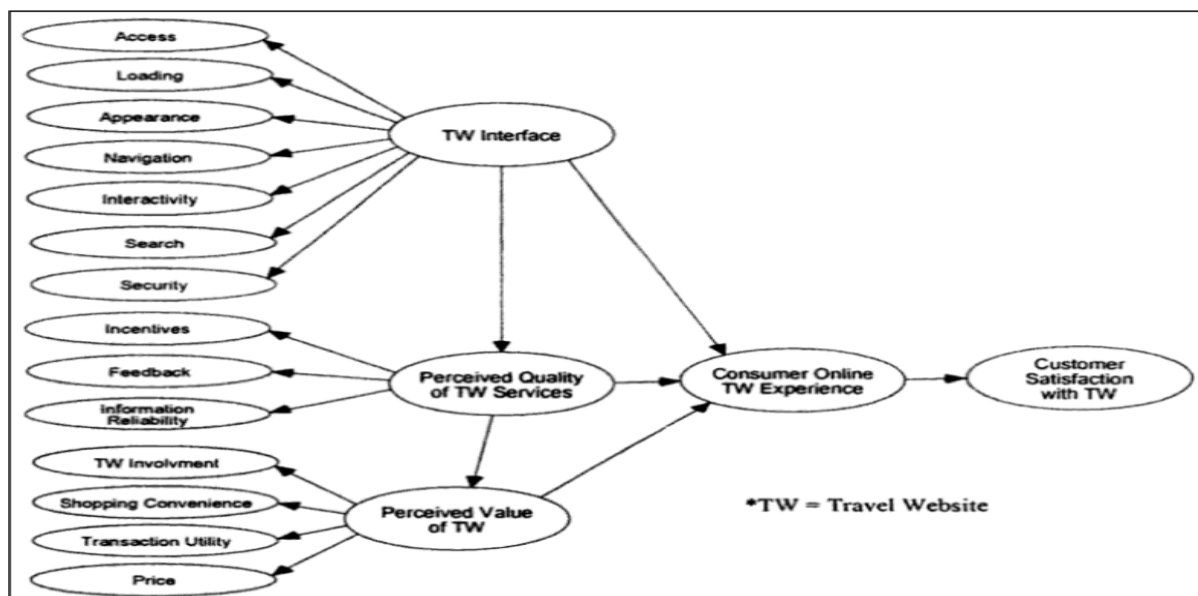 Access
Loading
Appearance
Navigation
Interactivity
Search
Security
Incentives
Feedback
Information
Reliability
TW Involvment
Shopping Convenience
Transaction Utility
Price
TW Interface
Perceived Quality
of TW Services
Perceived Value
of TW
Consumer Online
TW Experience
Customer
Satisfaction
with TW
*TW = Travel Website